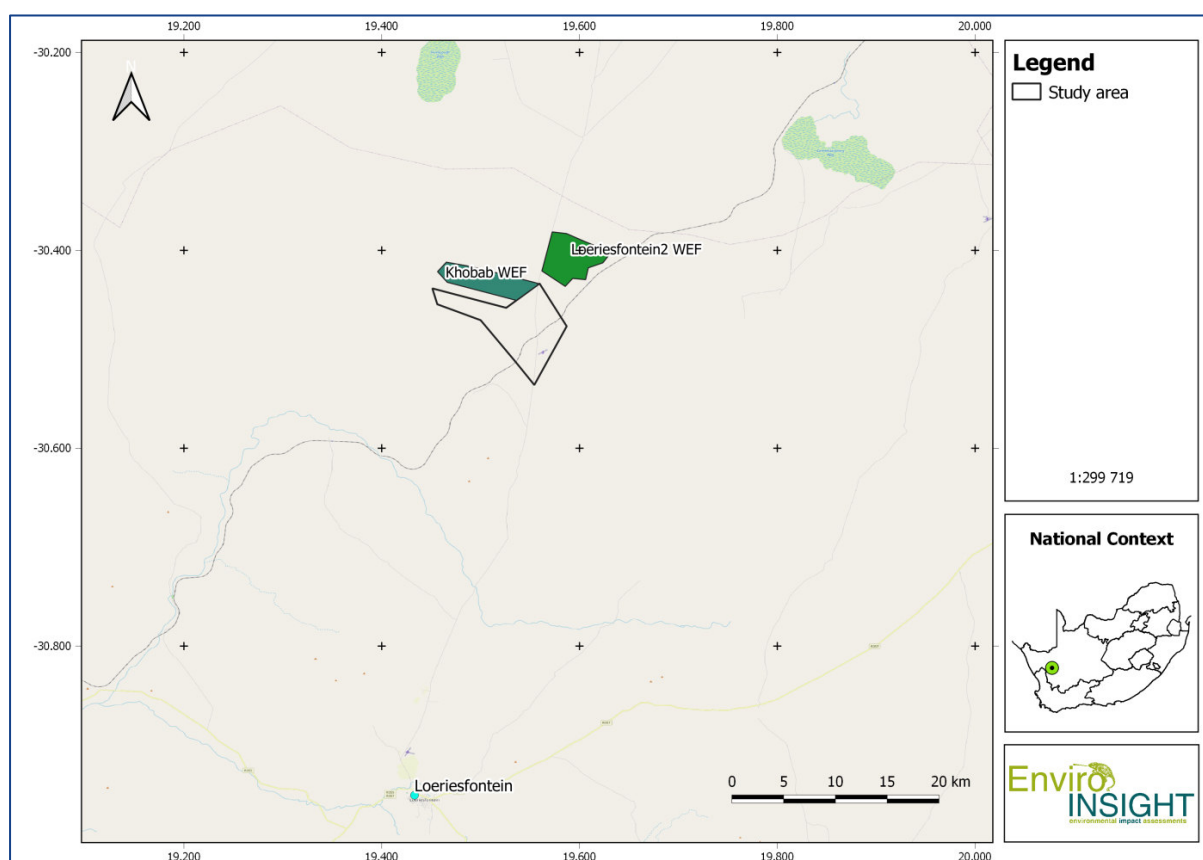 19.200 19.400 19.600 19.800 20.000
-30.200
-30.400
-30.600
-30.800
N
Khobab WEF
Loeriesfontein2 WEF
Loeriesfontein
0 5 10 15 20 km
19.200 19.400 19.600 19.800 20.000
Legend
Study area
1:299 719
National Context
Enviro
INSIGHT
environmental impact assessments